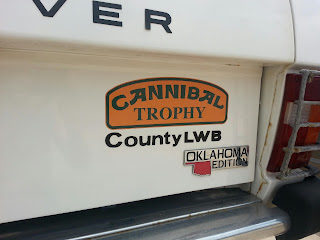 VER
CANNIBAL
TROPHY
County LWB
OKLAHOMA
EDITION